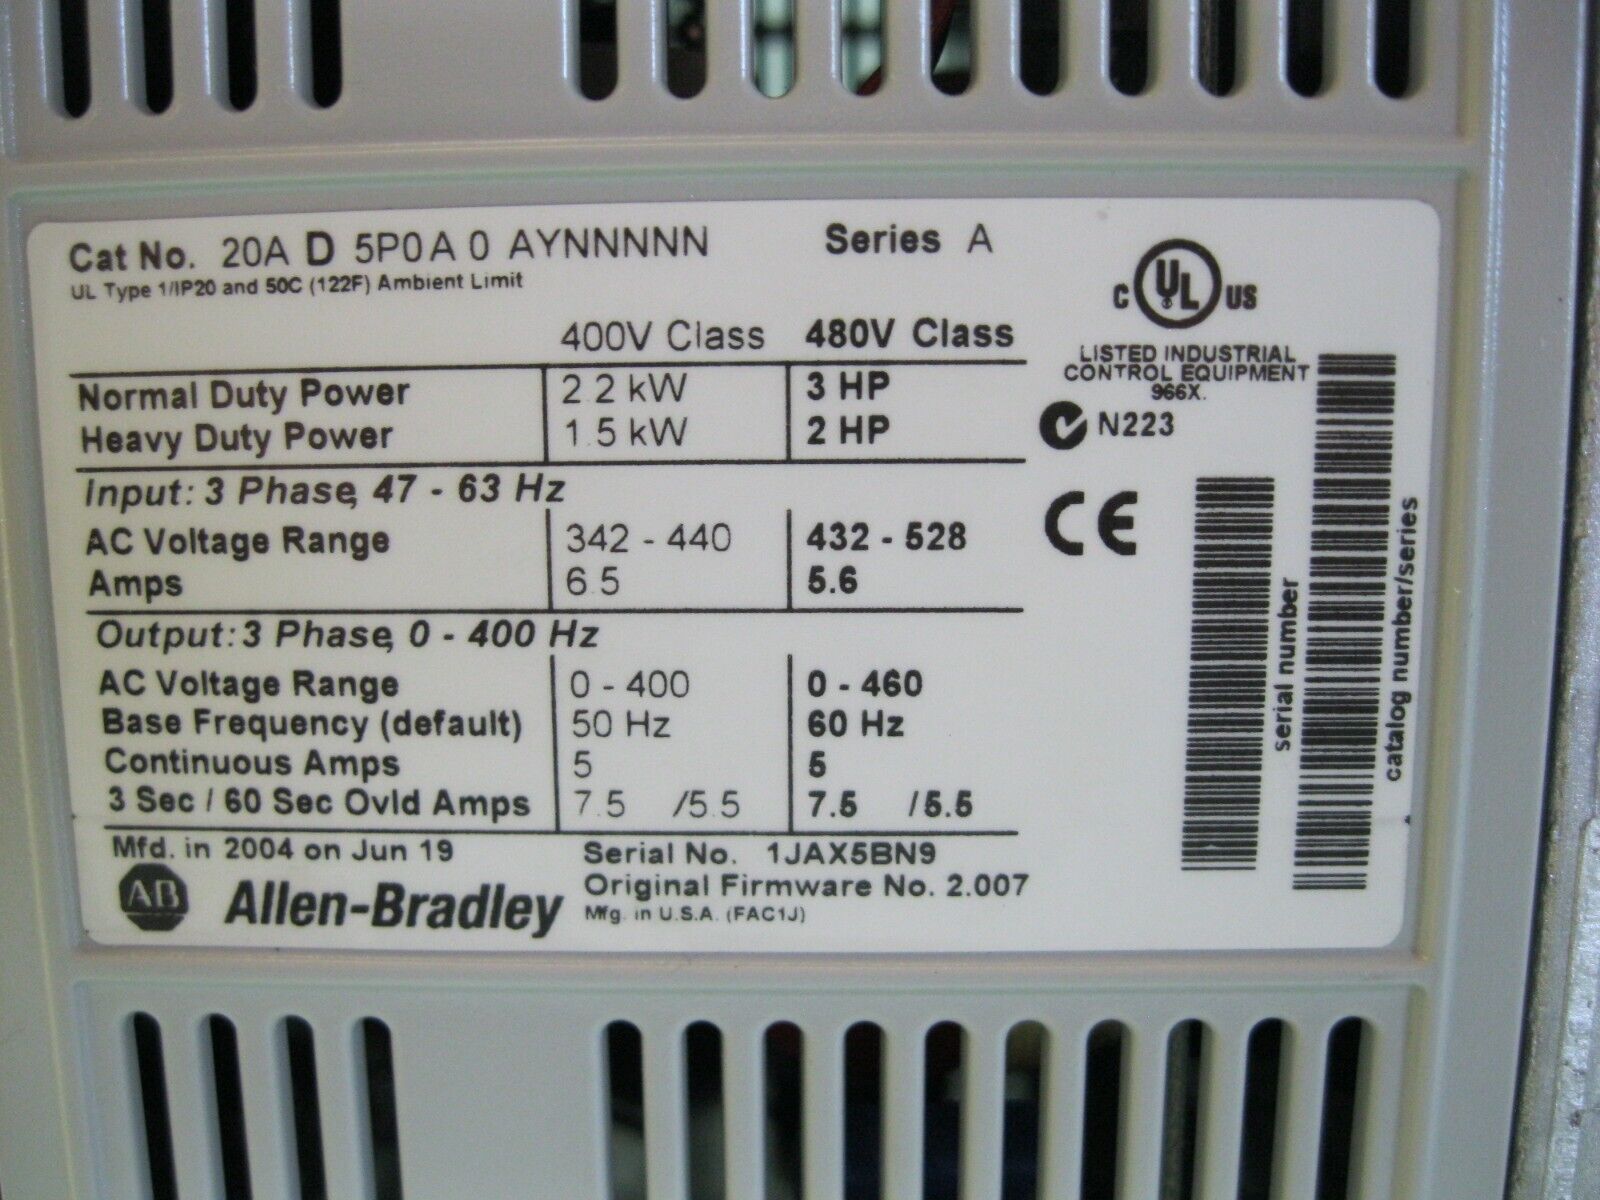 Cat No. 20A D 5P0A 0 AYNNNNN Series A
UL Type 1/IP20 and 50C (122F) Ambient Limit
400V Class 480V Class
Normal Duty Power 2.2 kW 3 HP
Heavy Duty Power 1.5 kW 2 HP
Input: 3 Phase, 47 - 63 Hz
AC Voltage Range 342 - 440 432 - 528
Amps 6.5 5.6
Output: 3 Phase, 0 - 400 Hz
AC Voltage Range 0 - 400 0 - 460
Base Frequency (default) 50 Hz 60 Hz
Continuous Amps 5 5
3 Sec / 60 Sec Ovld Amps 7.5 /5.5 7.5 /5.5
Mfd. in 2004 on Jun 19
Serial No. 1JAX5BN9
Original Firmware No. 2.007
Mfg. in U.S.A. (FAC1J)
AB Allen-Bradley
C UL US
LISTED INDUSTRIAL
CONTROL EQUIPMENT
966X.
N223
CE
serial number
catalog number/series